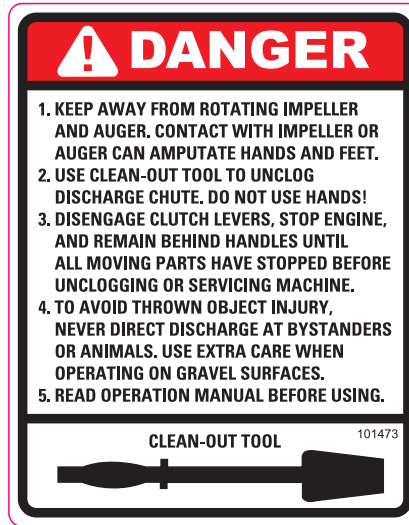 DANGER
1. KEEP AWAY FROM ROTATING IMPELLER
AND AUGER. CONTACT WITH IMPELLER OR
AUGER CAN AMPUTATE HANDS AND FEET.
2. USE CLEAN-OUT TOOL TO UNCLOG
DISCHARGE CHUTE. DO NOT USE HANDS!
3. DISENGAGE CLUTCH LEVERS, STOP ENGINE,
AND REMAIN BEHIND HANDLES UNTIL
ALL MOVING PARTS HAVE STOPPED BEFORE
UNCLOGGING OR SERVICING MACHINE.
4. TO AVOID THROWN OBJECT INJURY,
NEVER DIRECT DISCHARGE AT BYSTANDERS
OR ANIMALS. USE EXTRA CARE WHEN
OPERATING ON GRAVEL SURFACES.
5. READ OPERATION MANUAL BEFORE USING.
CLEAN-OUT TOOL
101473